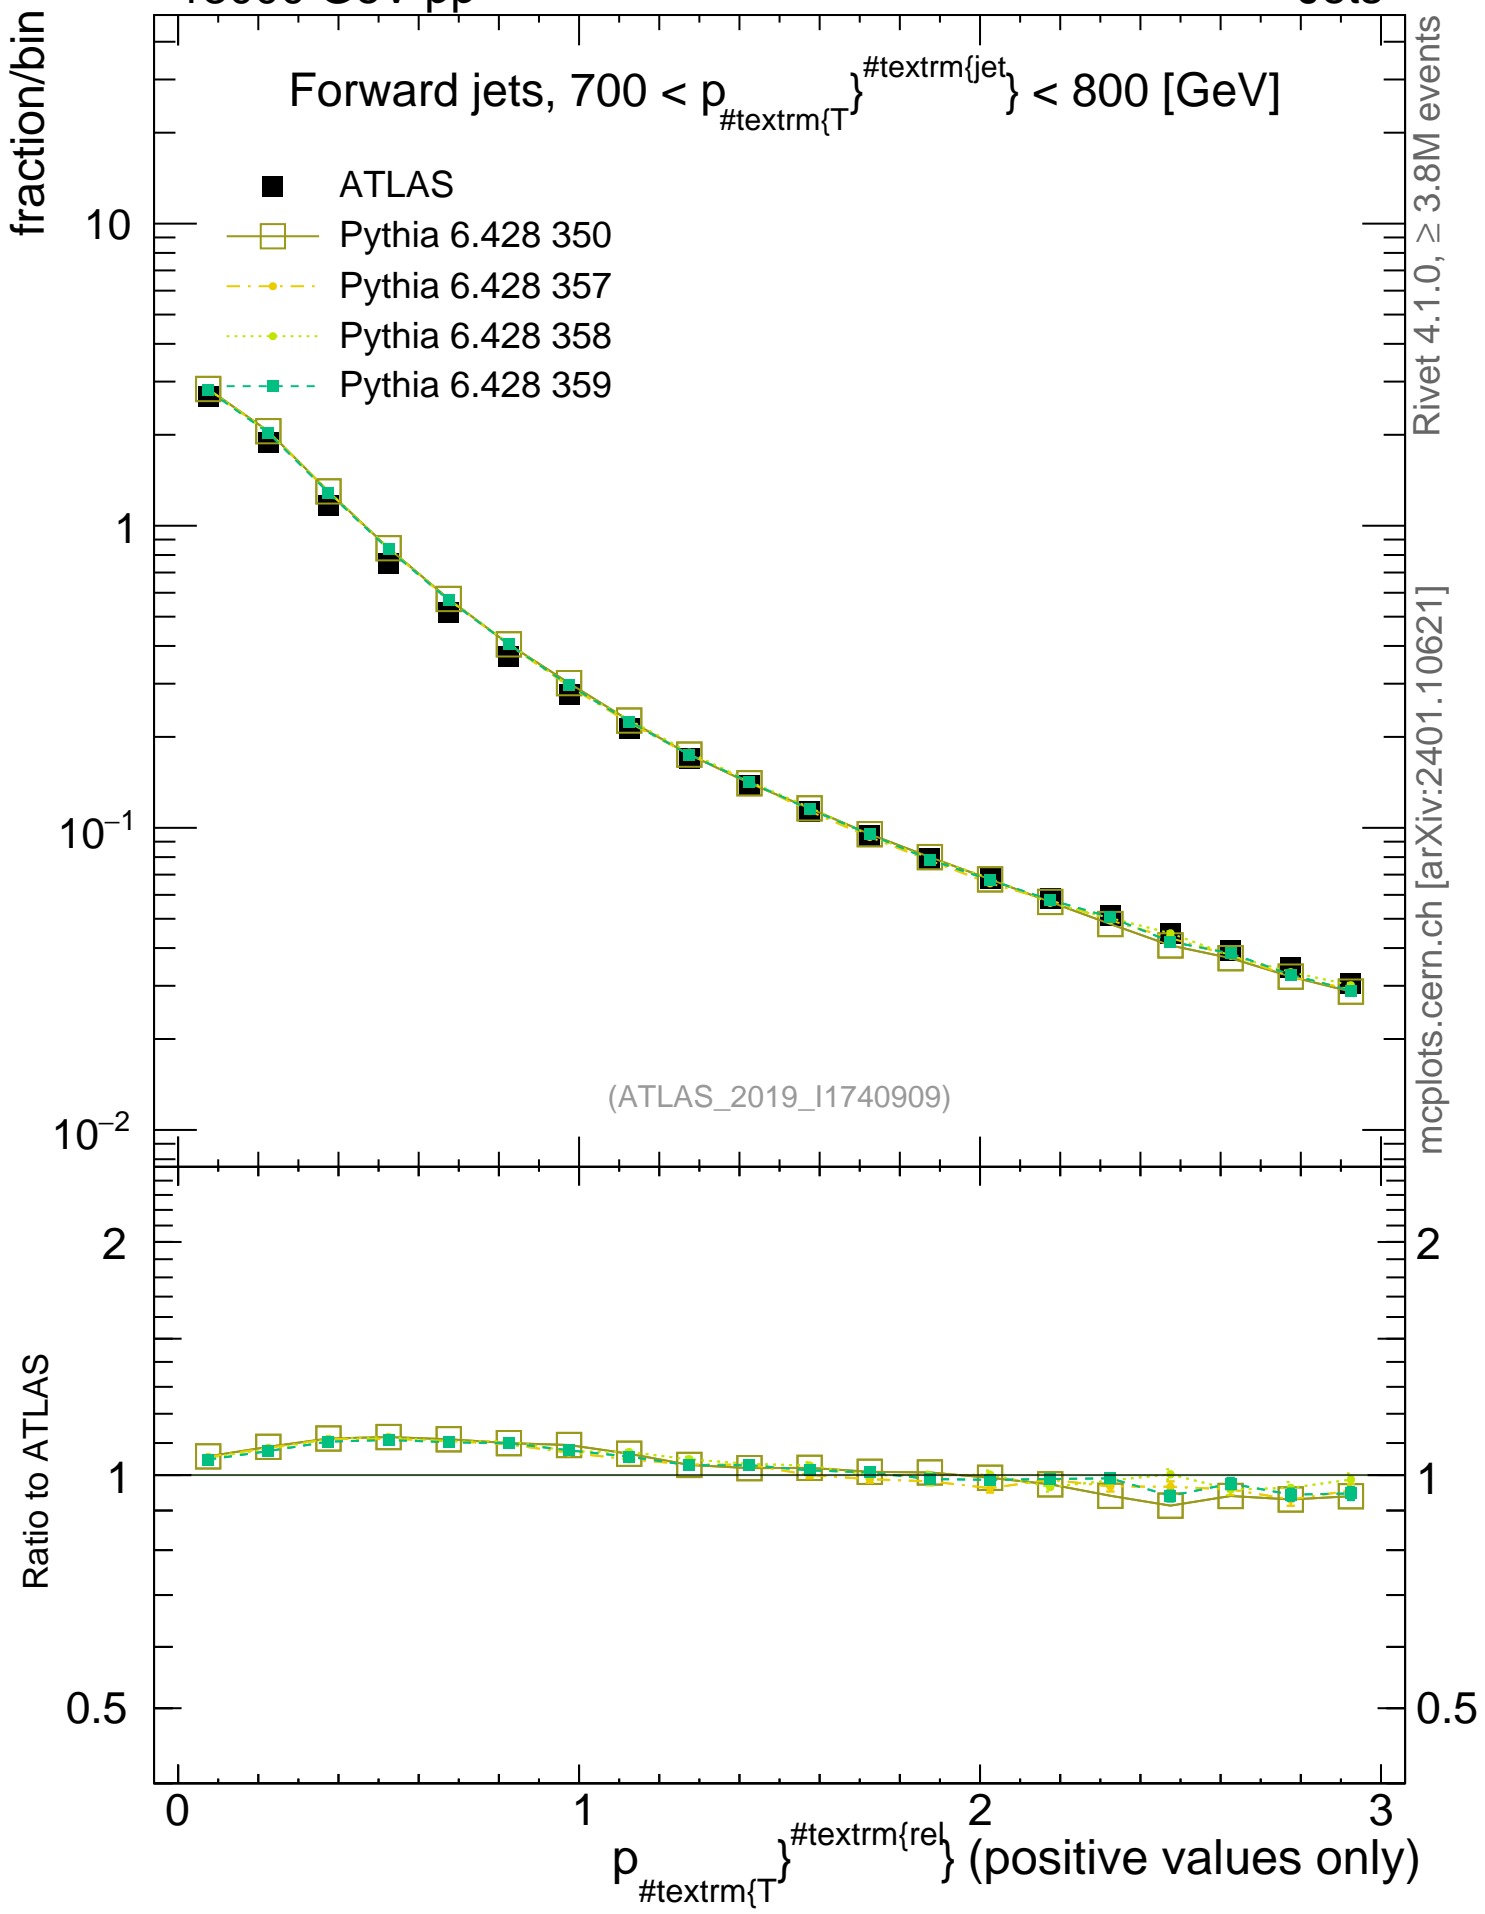 fraction/bin
Forward jets, 700 < p_#textrm{T}^#textrm{jet} < 800 [GeV]
ATLAS
Pythia 6.428 350
Pythia 6.428 357
Pythia 6.428 358
Pythia 6.428 359
10
1
10⁻¹
10⁻²
(ATLAS_2019_I1740909)
Rivet 4.1.0, ≥ 3.8M events
mcplots.cern.ch [arXiv:2401.10621]
Ratio to ATLAS
2
1
0.5
2
1
0.5
0 1 2 3
p_#textrm{T}^#textrm{rel} (positive values only)